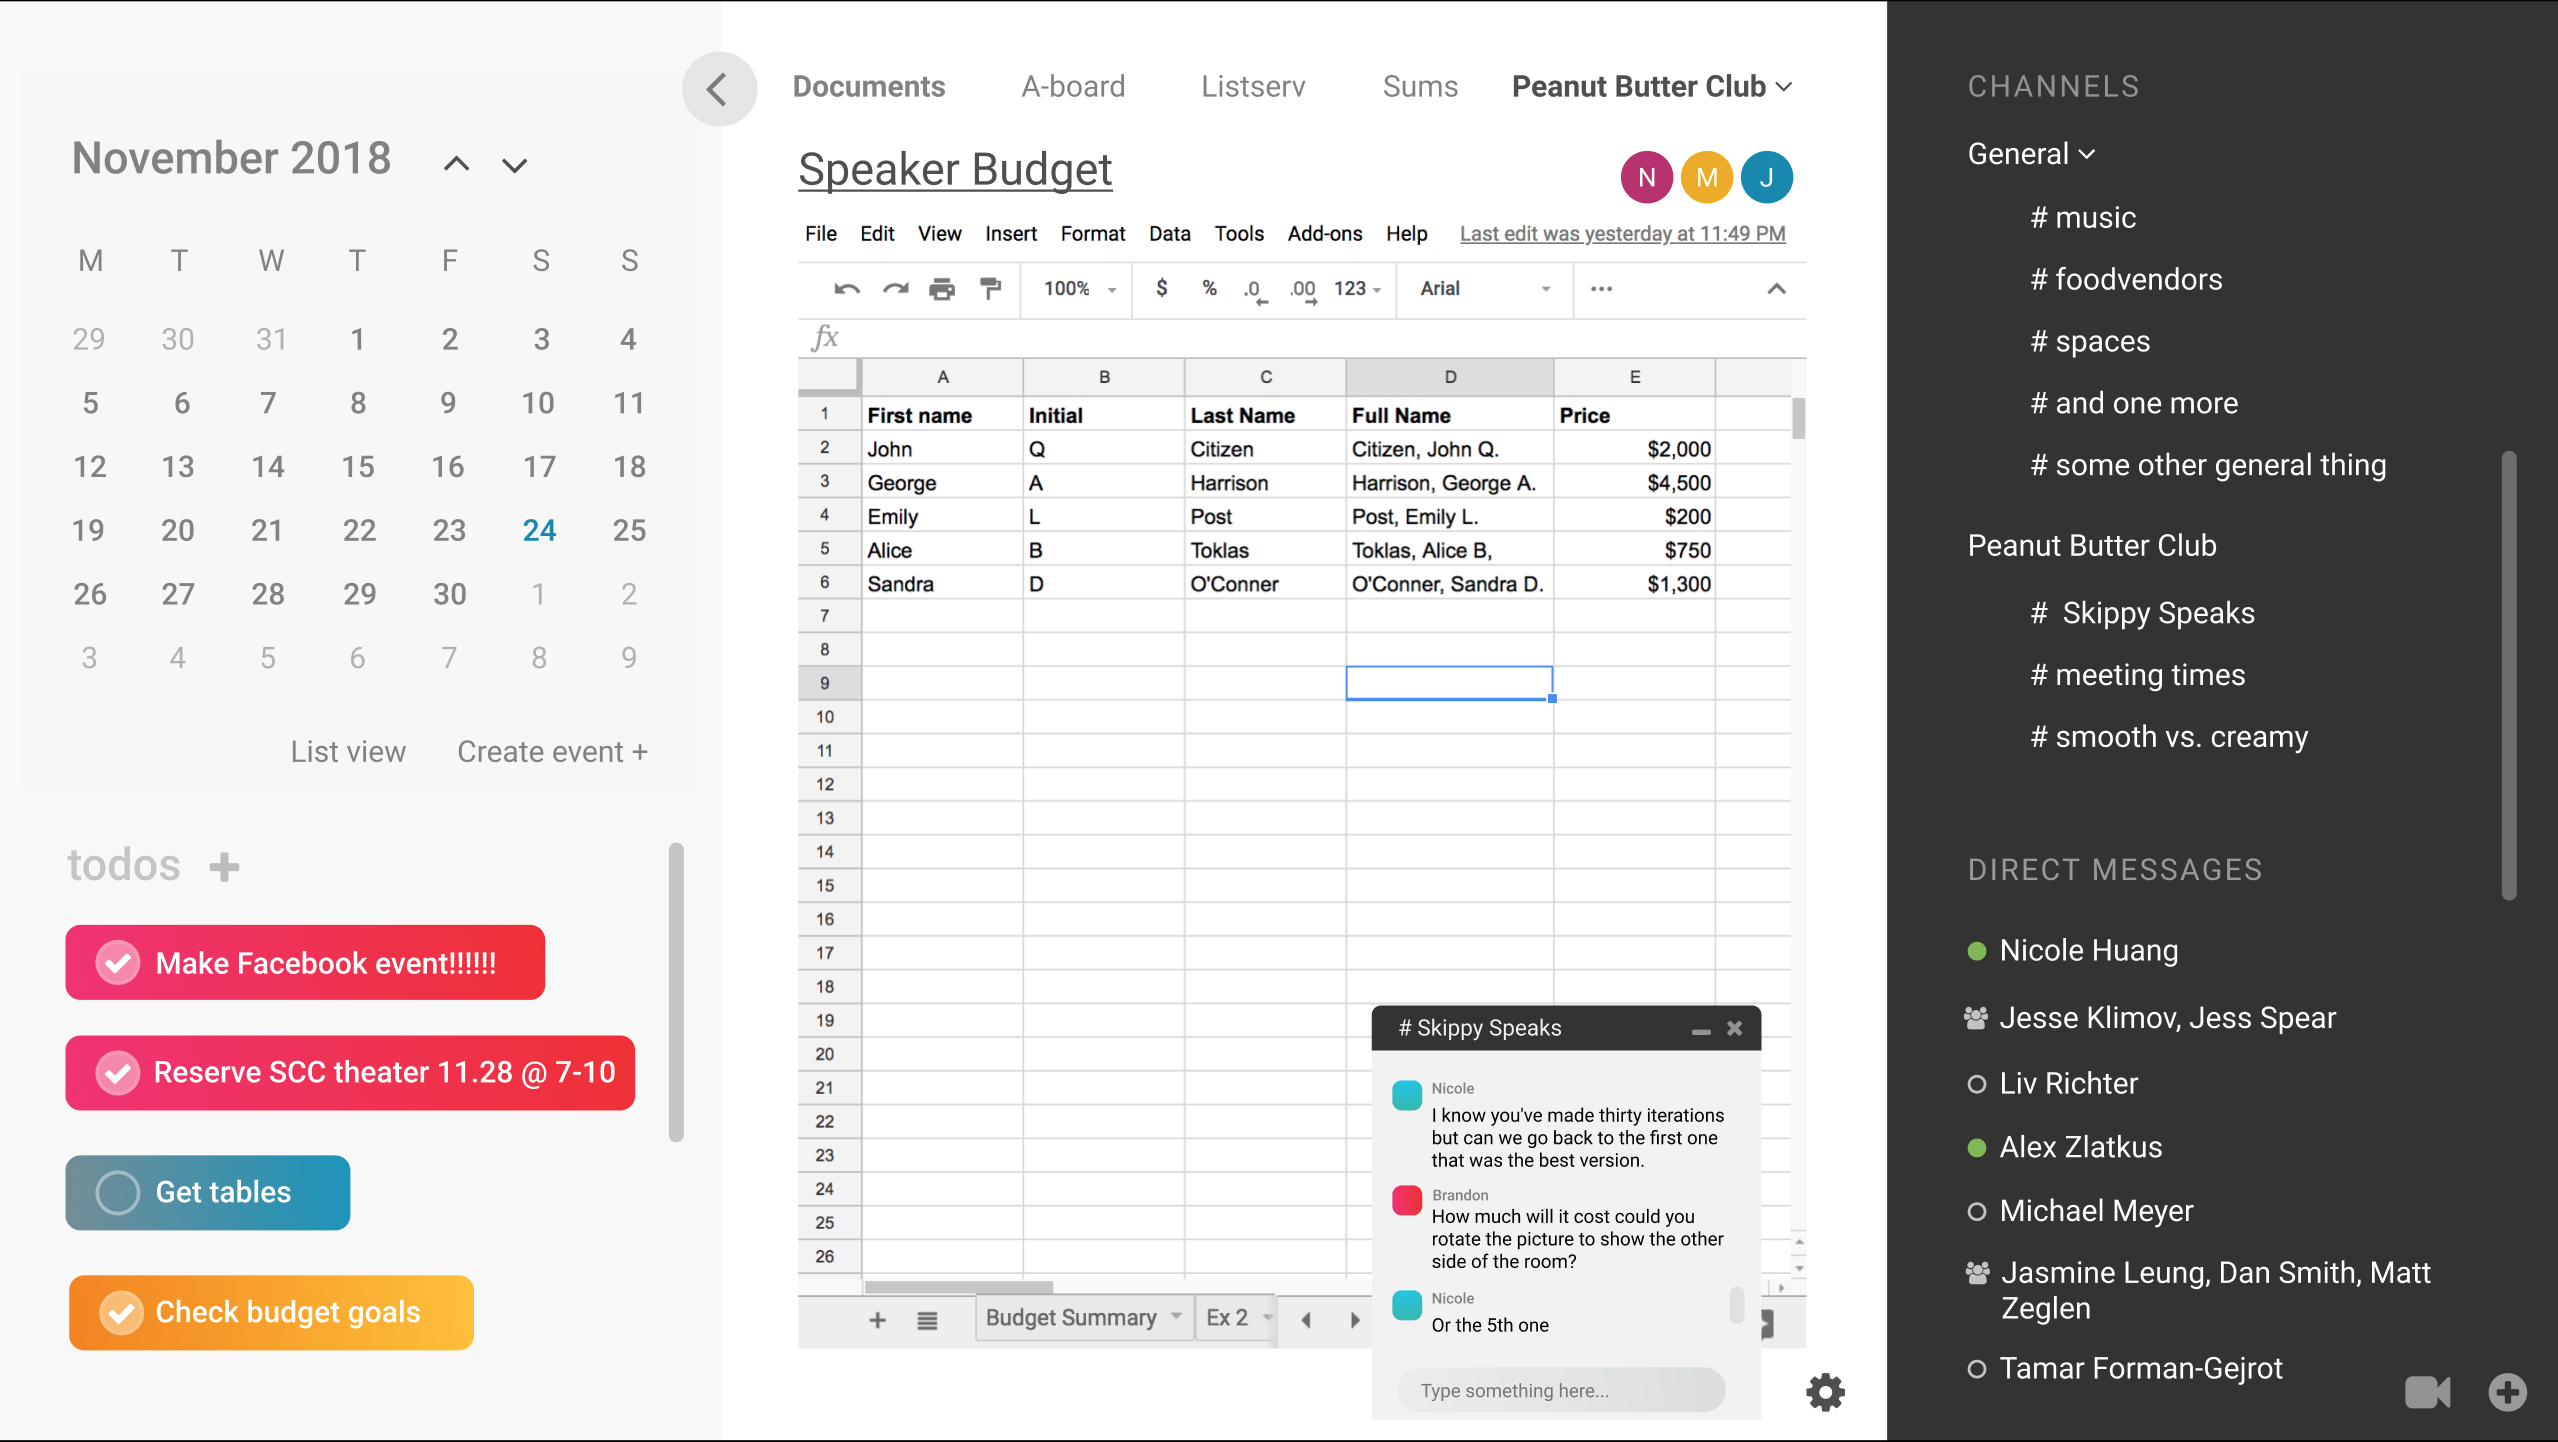 November 2018
M T W T F S S
29 30 31 1 2 3 4
5 6 7 8 9 10 11
12 13 14 15 16 17 18
19 20 21 22 23 24 25
26 27 28 29 30 1 2
3 4 5 6 7 8 9
List view Create event +
todos +
Make Facebook event!!!!!!
Reserve SCC theater 11.28 @ 7-10
Get tables
Check budget goals
Documents A-board Listserv Sums Peanut Butter Club
Speaker Budget
N M J
File Edit View Insert Format Data Tools Add-ons Help Last edit was yesterday at 11:49 PM
100% $ % .0 .00 123 Arial
fx
A B C D E
1 First name Initial Last Name Full Name Price
2 John Q Citizen Citizen, John Q. $2,000
3 George A Harrison Harrison, George A. $4,500
4 Emily L Post Post, Emily L. $200
5 Alice B Toklas Toklas, Alice B, $750
6 Sandra D O'Conner O'Conner, Sandra D. $1,300
7
8
9
10
11
12
13
14
15
16
17
18
19
20
21
22
23
24
25
26
+ Budget Summary Ex 2
# Skippy Speaks
Nicole
I know you've made thirty iterations
but can we go back to the first one
that was the best version.
Brandon
How much will it cost could you
rotate the picture to show the other
side of the room?
Nicole
Or the 5th one
Type something here...
CHANNELS
General
# music
# foodvendors
# spaces
# and one more
# some other general thing
Peanut Butter Club
# Skippy Speaks
# meeting times
# smooth vs. creamy
DIRECT MESSAGES
Nicole Huang
Jesse Klimov, Jess Spear
Liv Richter
Alex Zlatkus
Michael Meyer
Jasmine Leung, Dan Smith, Matt
Zeglen
Tamar Forman-Gejrot